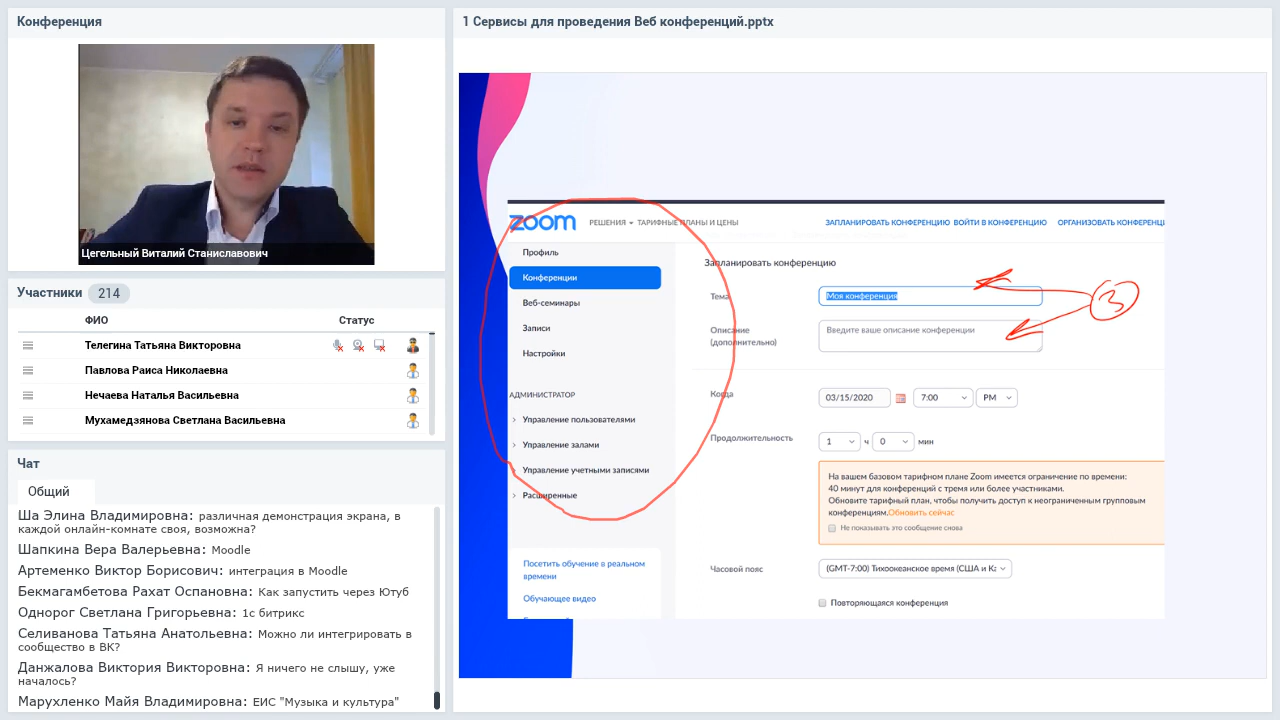 Конференция
Цегельный Виталий Станиславович
Участники 214
ФИО Статус
Телегина Татьяна Викторовна
Павлова Раиса Николаевна
Нечаева Наталья Васильевна
Мухамедзянова Светлана Васильевна
Чат
Общий
Ша Элина Владимировна: различная демонстрация экрана, в
каждой онлайн-комнате своя, возможна?
Шапкина Вера Валерьевна: Moodle
Артеменко Виктор Борисович: интеграция в Moodle
Бекмагамбетова Рахат Оспановна: Как запустить через Ютуб
Однорог Светлана Григорьевна: 1с битрикс
Селиванова Татьяна Анатольевна: Можно ли интегрировать в
сообщество в ВК?
Данжалова Виктория Викторовна: Я ничего не слышу, уже
началось?
Марухленко Майя Владимировна: ЕИС "Музыка и культура"
1 Сервисы для проведения Веб конференций.pptx
zoom РЕШЕНИЯ ТАРИФНЫЕ ПЛАНЫ И ЦЕНЫ ЗАПЛАНИРОВАТЬ КОНФЕРЕНЦИЮ ВОЙТИ В КОНФЕРЕНЦИЮ ОРГАНИЗОВАТЬ КОНФЕРЕНЦИ
Профиль
Конференции
Веб-семинары
Записи
Настройки
АДМИНИСТРАТОР
Управление пользователями
Управление залами
Управление учетными записями
Расширенные
Посетить обучение в реальном
времени
Обучающее видео
Запланировать конференцию
Тема Моя конференция
3
Описание Введите ваше описание конференции
(дополнительно)
Когда 03/15/2020 7:00 PM
Продолжительность 1 ч 0 мин
На вашем базовом тарифном плане Zoom имеется ограничение по времени:
40 минут для конференций с тремя или более участниками.
Обновите тарифный план, чтобы получить доступ к неограниченным групповым
конференциям.Обновить сейчас
Не показывать это сообщение снова
Часовой пояс (GMT-7:00) Тихоокеанское время (США и Ка
Повторяющаяся конференция